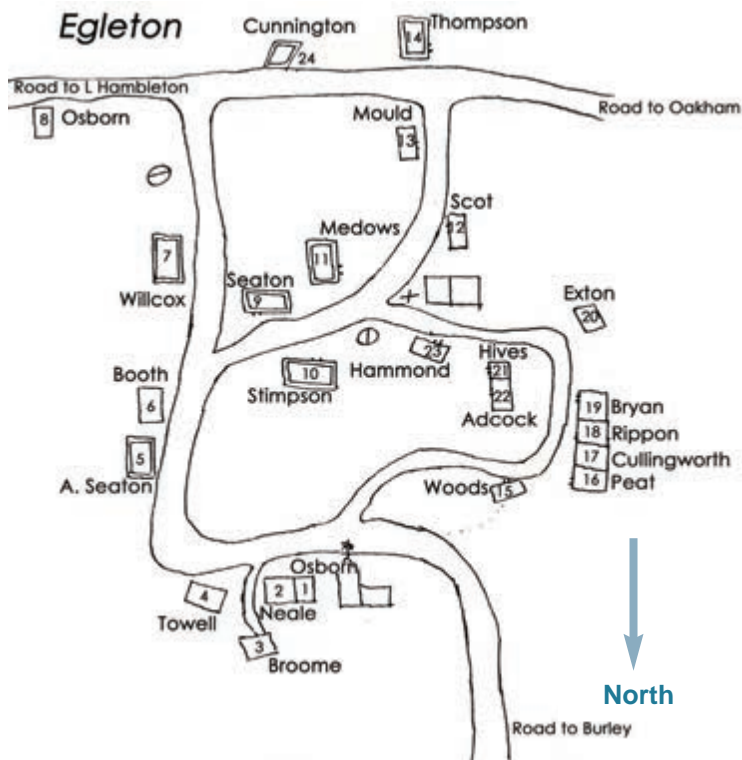 Egleton
Cunnington
24
Thompson
14
Road to L Hambleton
Road to Oakham
8
Osborn
Mould
13
Scot
12
Medows
11
7
Willcox
Seaton
9
Exton
20
Hammond
23
Hives
21
22
Adcock
10
Stimpson
Booth
6
5
A. Seaton
19 Bryan
18 Rippon
17 Cullingworth
16 Peat
Woods
15
Osborn
2 1
Neale
4
Towell
3
Broome
North
Road to Burley